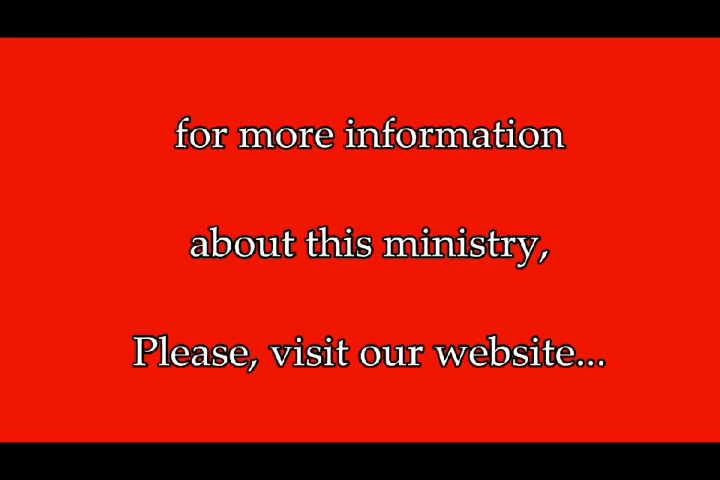 for more information
about this ministry,
Please, visit our website...